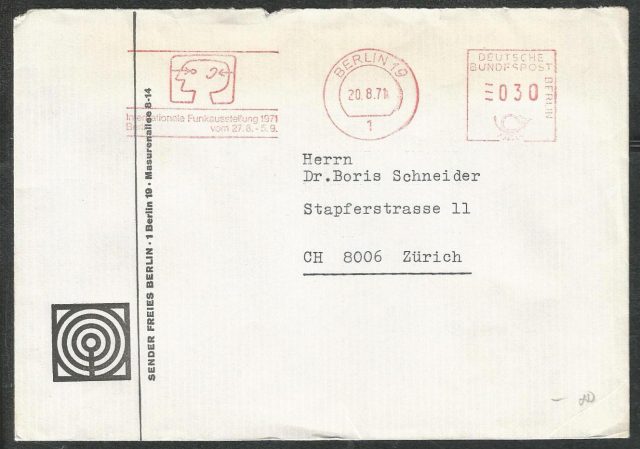 Internationale Funkausstellung 1971
vom 27.8. - 5.9.
BERLIN 19
20.8.71
1
DEUTSCHE
BUNDESPOST
BERLIN
030
Herrn
Dr.Boris Schneider
Stapferstrasse 11
CH 8006 Zürich
SENDER FREIES BERLIN · 1 Berlin 19 · Masurenallee 8-14